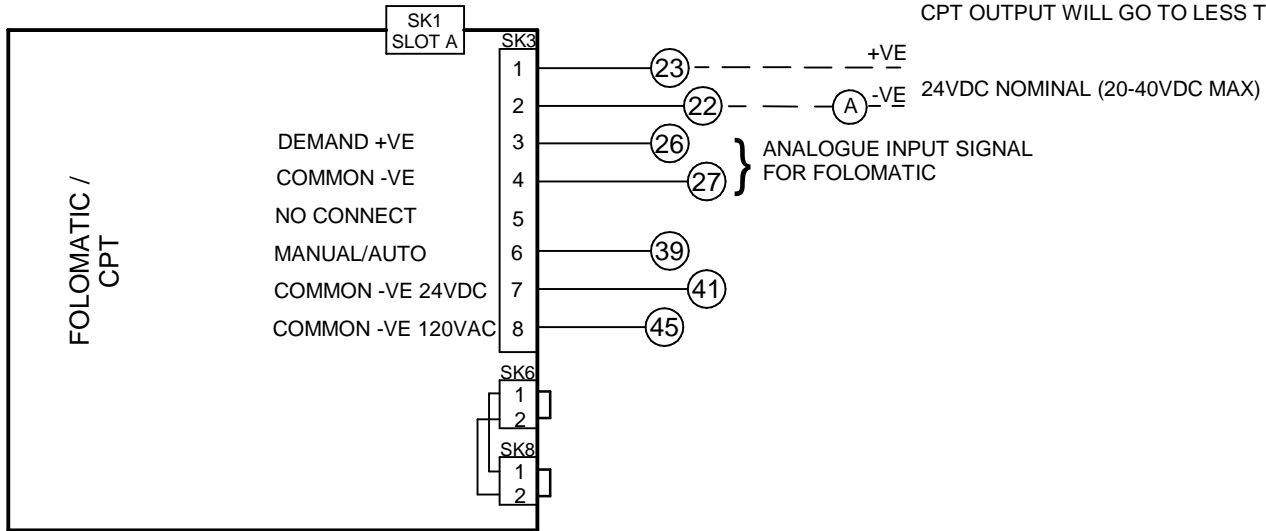 CPT OUTPUT WILL GO TO LESS T
SK1
SLOT A
SK3
1 23 +VE
2 22 A -VE 24VDC NOMINAL (20-40VDC MAX)
DEMAND +VE 3 26
ANALOGUE INPUT SIGNAL
FOR FOLOMATIC
COMMON -VE 4 27
NO CONNECT 5
MANUAL/AUTO 6 39
COMMON -VE 24VDC 7 41
COMMON -VE 120VAC 8 45
FOLOMATIC /
CPT
SK6
1
2
SK8
1
2